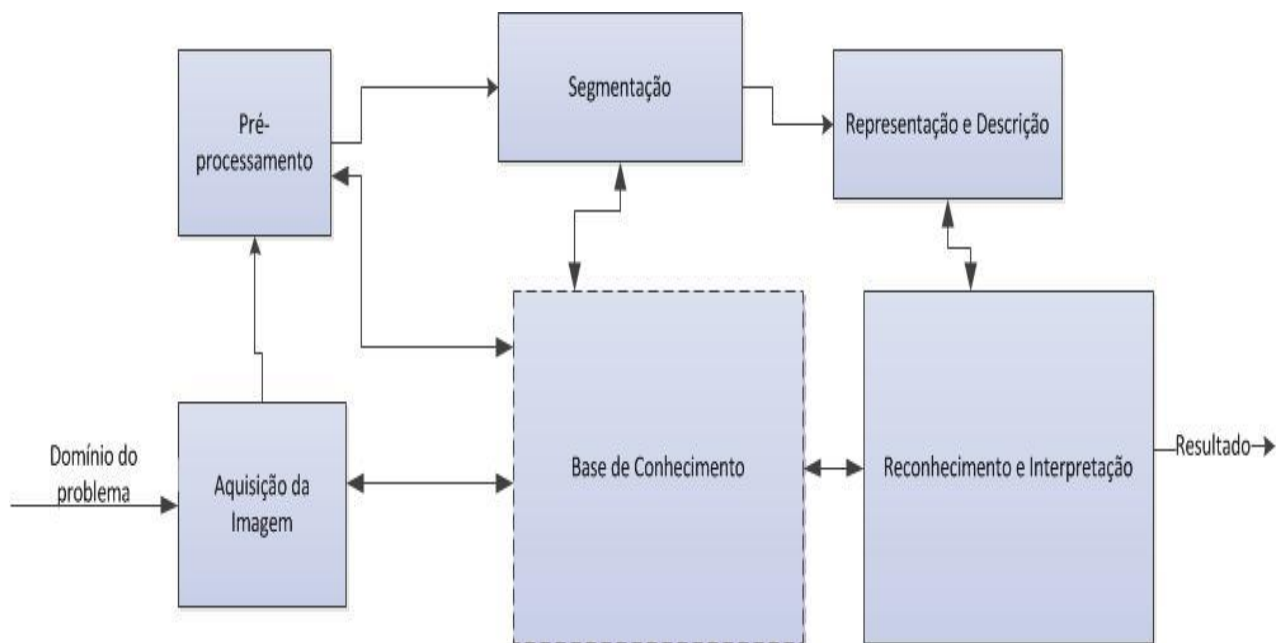 Segmentação
Pré-
processamento
Representação e Descrição
Domínio do
problema
Aquisição da
Imagem
Base de Conhecimento
Reconhecimento e Interpretação
Resultado